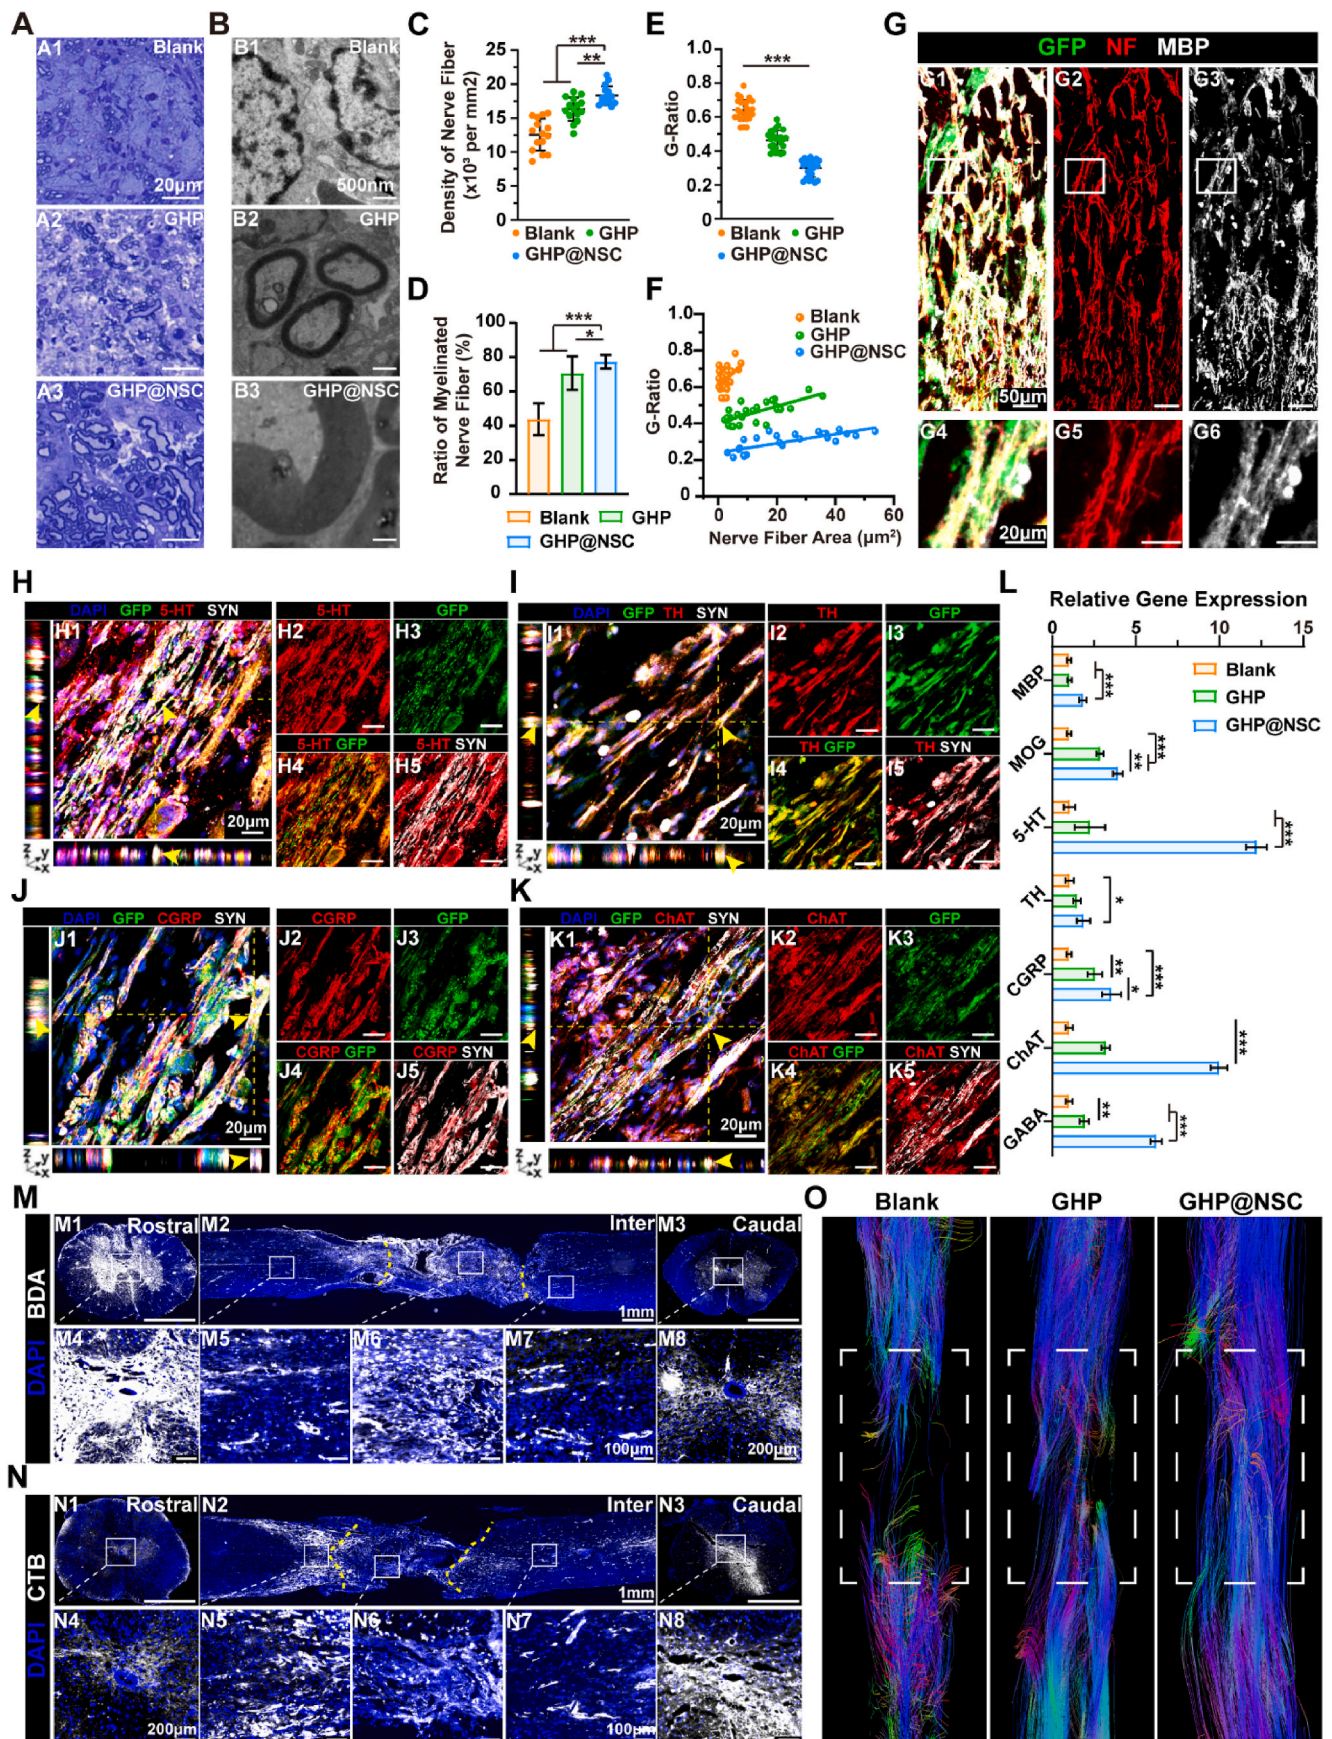 A
A1 Blank
20μm
A2 GHP
A3 GHP@NSC
B
B1 Blank
500nm
B2 GHP
B3 GHP@NSC
C
Density of Nerve Fiber
(x10³ per mm2)
25
20
15
10
5
0
***
**
Blank GHP
GHP@NSC
D
Ratio of Myelinated
Nerve Fiber (%)
80
60
40
20
40
60
80
100
0
***
*
Blank GHP
GHP@NSC
E
G-Ratio
1.0
0.8
0.6
0.4
0.2
0
***
Blank GHP
GHP@NSC
F
G-Ratio
1.0
0.8
0.6
0.4
0.2
0
Blank
GHP
GHP@NSC
0 20 40 60
Nerve Fiber Area (μm²)
G
GFP NF MBP
G1 G2 G3
50μm
G4 G5 G6
20μm
H
DAPI GFP 5-HT SYN 5-HT GFP
H1 H2 H3
5-HT GFP 5-HT SYN
H4 H5
20μm
z y x
I
DAPI GFP TH SYN TH GFP
I1 I2 I3
TH GFP TH SYN
I4 I5
20μm
z y x
J
DAPI GFP CGRP SYN CGRP GFP
J1 J2 J3
CGRP GFP CGRP SYN
J4 J5
20μm
z y x
K
DAPI GFP ChAT SYN ChAT GFP
K1 K2 K3
ChAT GFP ChAT SYN
K4 K5
20μm
z y x
L
Relative Gene Expression
0 5 10 15
Blank
GHP
GHP@NSC
MBP ***
MOG ** ***
5-HT ***
TH *
CGRP ** * ***
ChAT ***
GABA ** ***
M
BDA DAPI
M1 Rostral M2 Inter M3 Caudal
1mm
M4 M5 M6 M7 M8
100μm 200μm
N
CTB DAPI
N1 Rostral N2 Inter N3 Caudal
1mm
N4 N5 N6 N7 N8
200μm 100μm
O
Blank GHP GHP@NSC